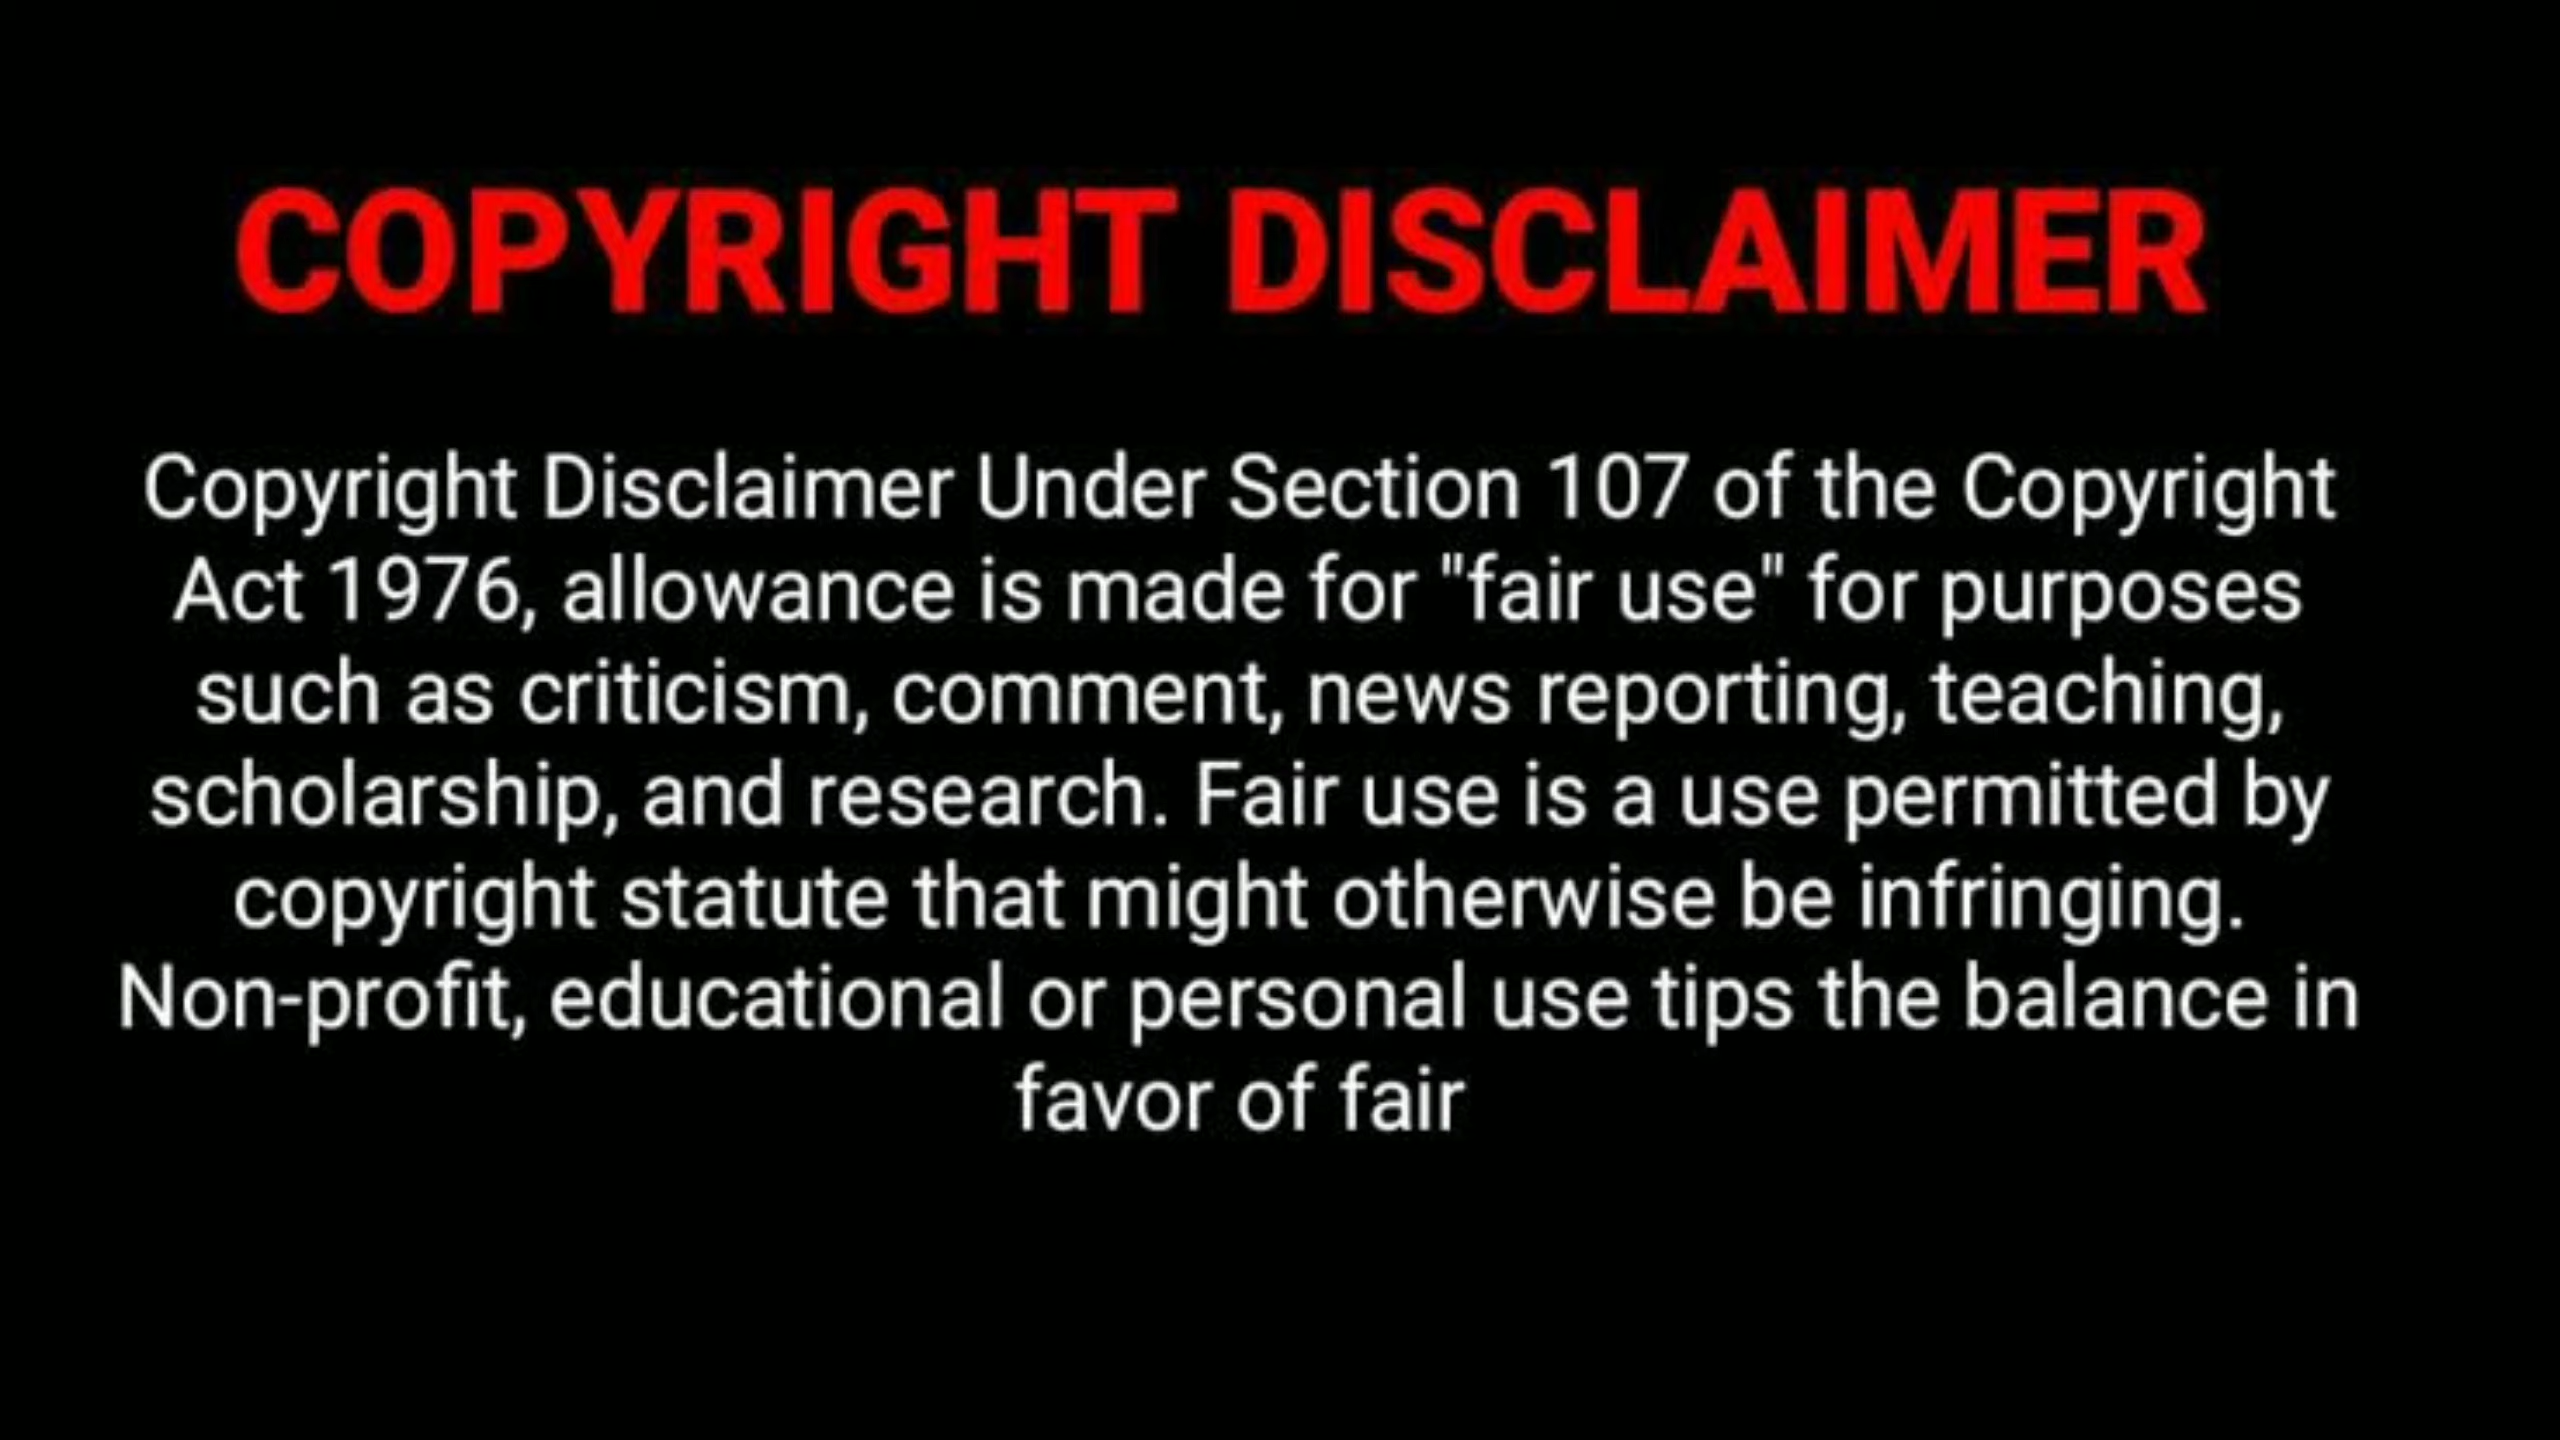 COPYRIGHT DISCLAIMER
Copyright Disclaimer Under Section 107 of the Copyright
Act 1976, allowance is made for "fair use" for purposes
such as criticism, comment, news reporting, teaching,
scholarship, and research. Fair use is a use permitted by
copyright statute that might otherwise be infringing.
Non-profit, educational or personal use tips the balance in
favor of fair